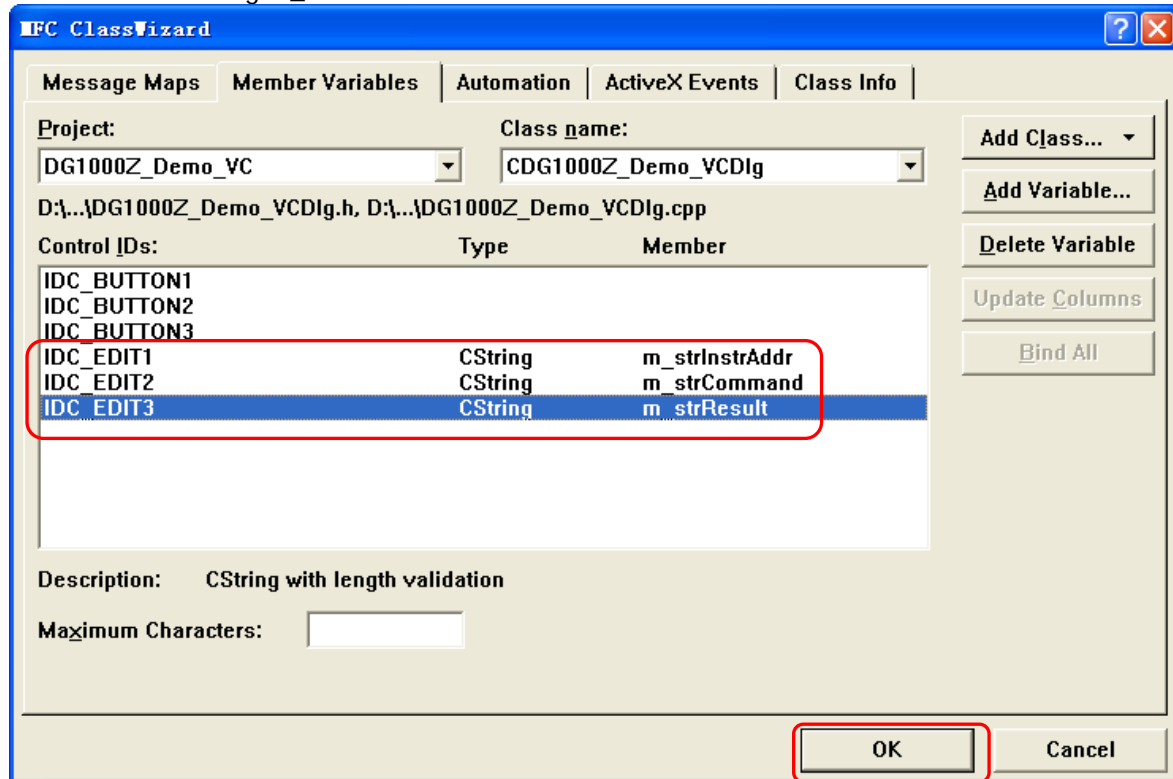 MFC ClassWizard
Message Maps Member Variables Automation ActiveX Events Class Info
Project: Class name:
DG1000Z_Demo_VC CDG1000Z_Demo_VCDlg
Add Class...
D:\...\DG1000Z_Demo_VCDlg.h, D:\...\DG1000Z_Demo_VCDlg.cpp
Add Variable...
Control IDs: Type Member
Delete Variable
IDC_BUTTON1
IDC_BUTTON2
Update Columns
IDC_BUTTON3
IDC_EDIT1 CString m_strInstrAddr
Bind All
IDC_EDIT2 CString m_strCommand
IDC_EDIT3 CString m_strResult
Description: CString with length validation
Maximum Characters:
OK Cancel